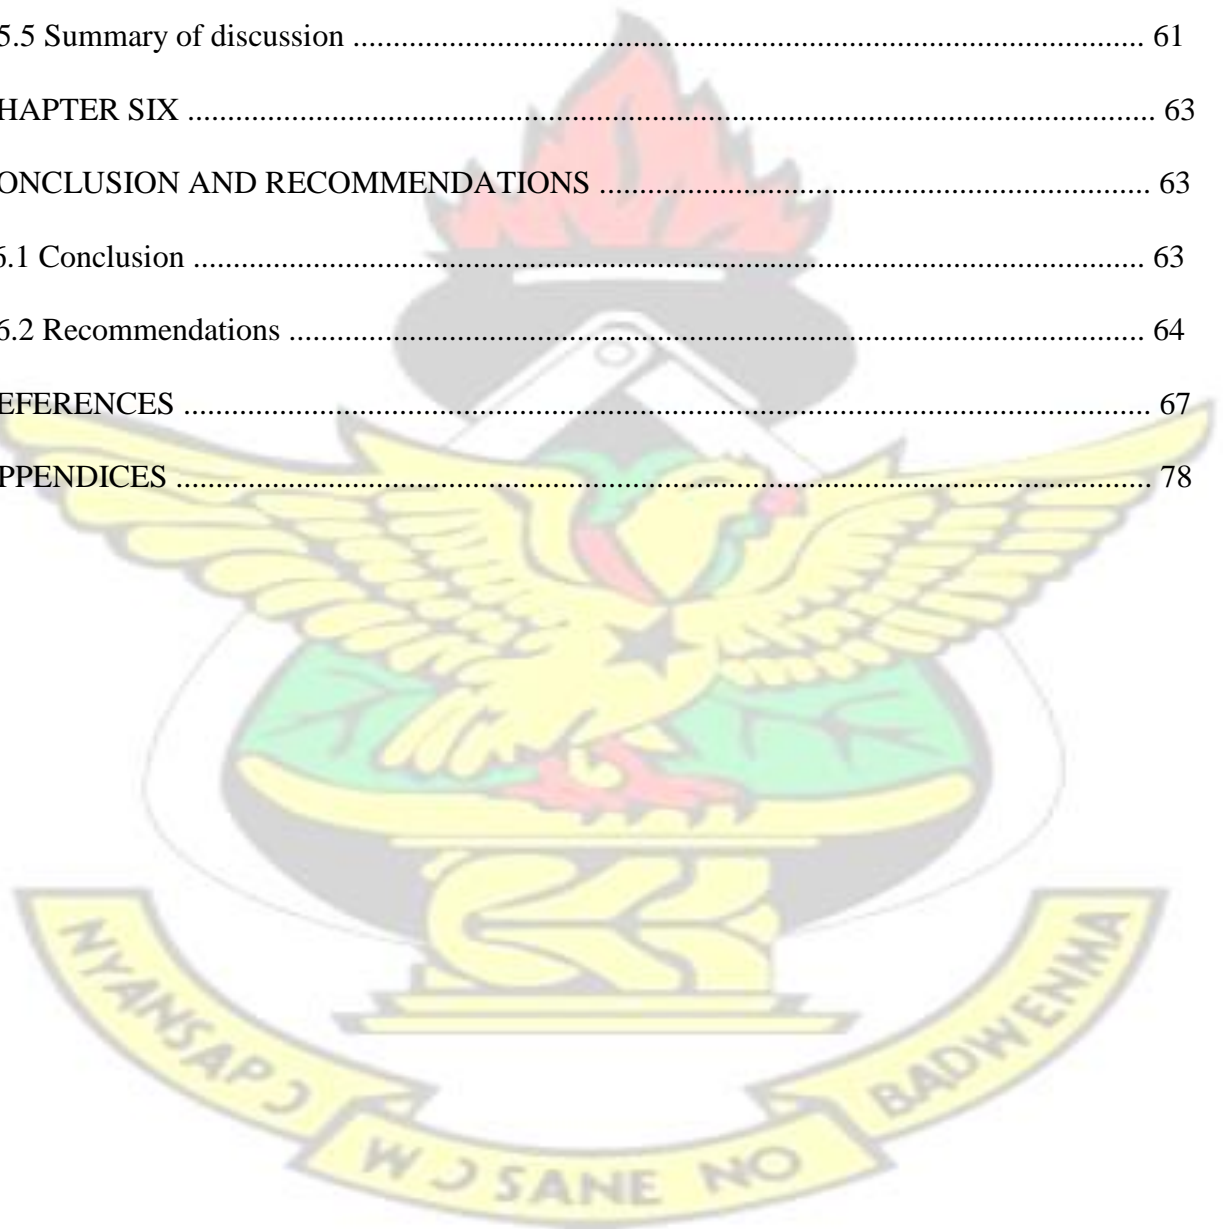 5.5 Summary of discussion .................................................................................................. 61
HAPTER SIX ........................................................................................................................ 63
ONCLUSION AND RECOMMENDATIONS ..................................................................... 63
6.1 Conclusion ...................................................................................................................... 63
6.2 Recommendations .......................................................................................................... 64
EFERENCES ......................................................................................................................... 67
PPENDICES ......................................................................................................................... 78
NYANSAPƆ
WƆSANE NO
BADWENMA